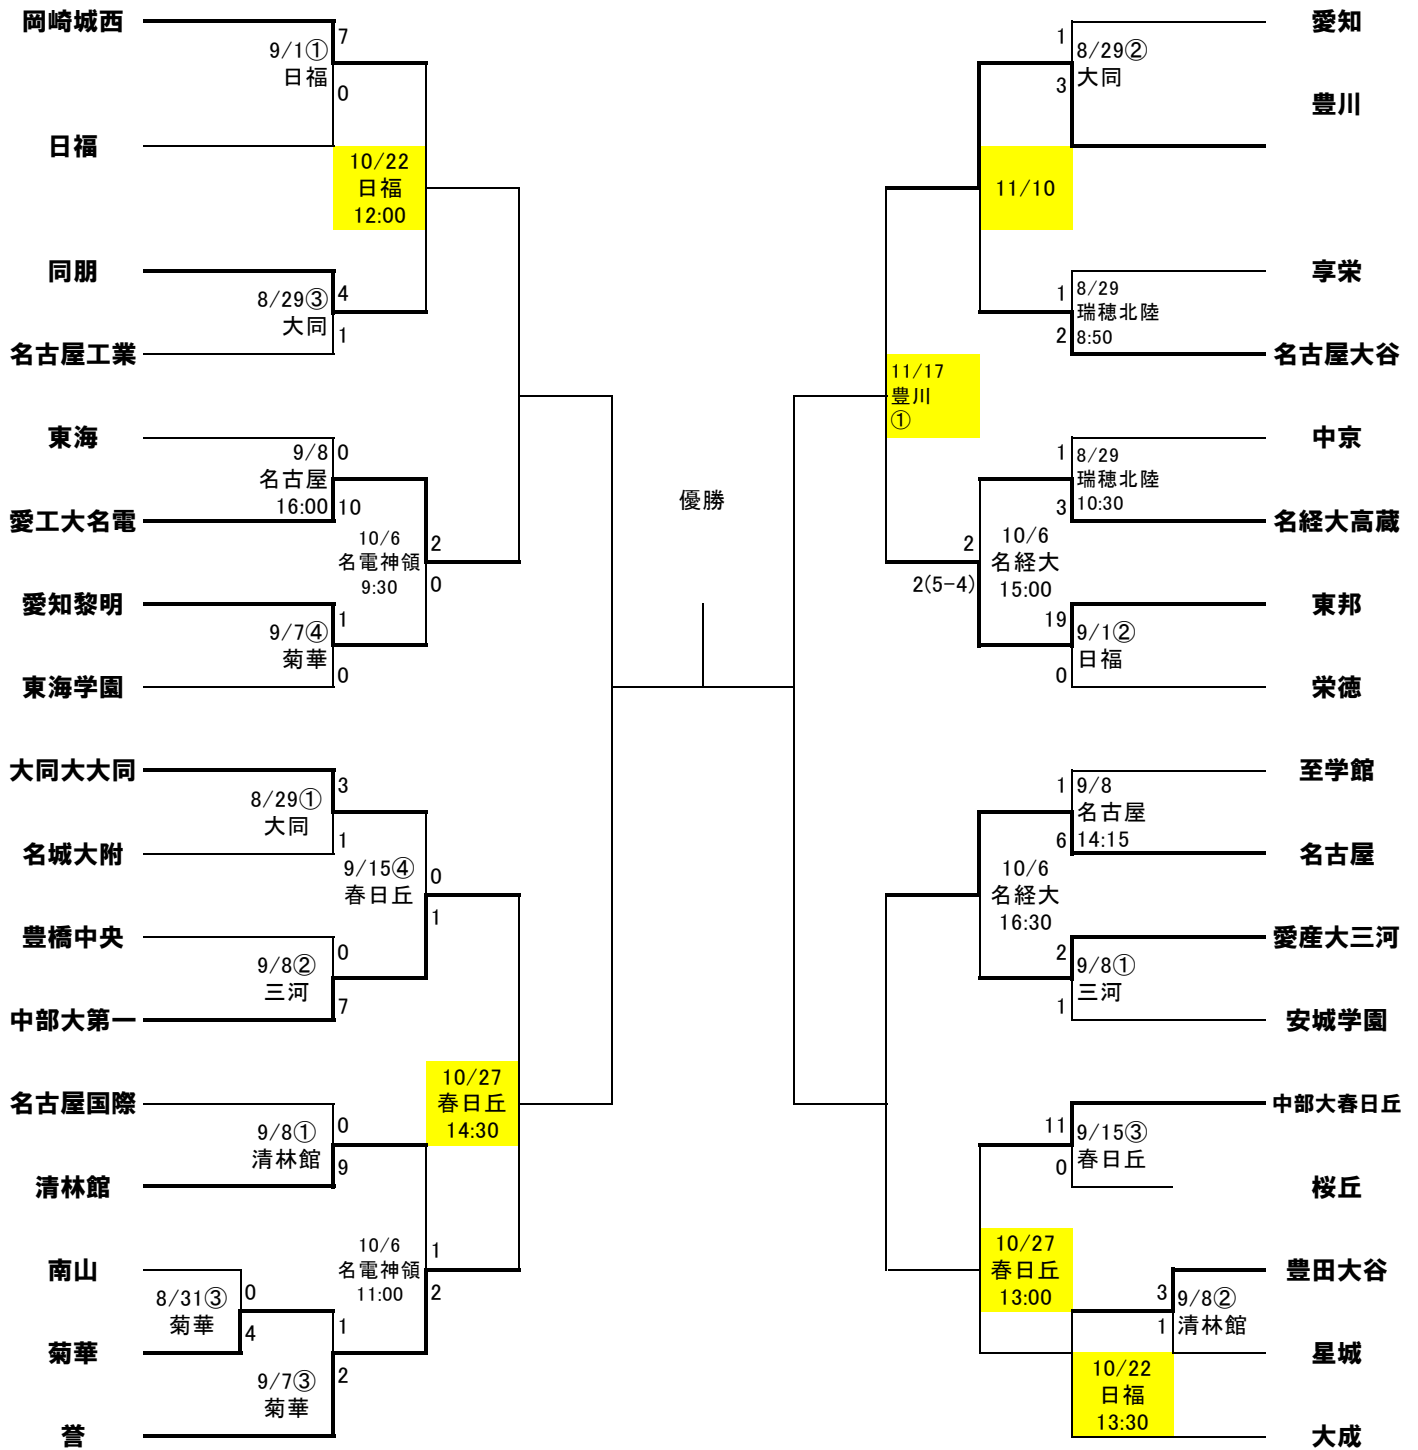 岡崎城西
7
9/1①
日福
0
日福
10/22
日福
12:00
同朋
4
8/29③
大同
1
名古屋工業
東海
9/8
0
名古屋
16:00
10
愛工大名電
10/6
名電神領
9:30
2
0
愛知黎明
1
9/7④
菊華
0
東海学園
大同大大同
3
8/29①
大同
1
名城大附
9/15④
春日丘
0
1
豊橋中央
0
9/8②
三河
7
中部大第一
10/27
春日丘
14:30
名古屋国際
0
9/8①
清林館
9
清林館
10/6
名電神領
11:00
1
2
南山
0
8/31③
菊華
4
菊華
1
9/7③
菊華
2
誉
優勝
愛知
1
8/29②
大同
3
豊川
11/10
享栄
1
8/29
瑞穂北陸
8:50
2
名古屋大谷
11/17
豊川
①
中京
1
8/29
瑞穂北陸
10:30
3
名経大高蔵
2
10/6
名経大
15:00
2(5-4)
東邦
19
9/1②
日福
0
栄徳
至学館
1
9/8
名古屋
14:15
6
名古屋
10/6
名経大
16:30
愛産大三河
2
9/8①
三河
1
安城学園
中部大春日丘
11
9/15③
春日丘
0
桜丘
10/27
春日丘
13:00
豊田大谷
3
9/8②
清林館
1
星城
10/22
日福
13:30
大成